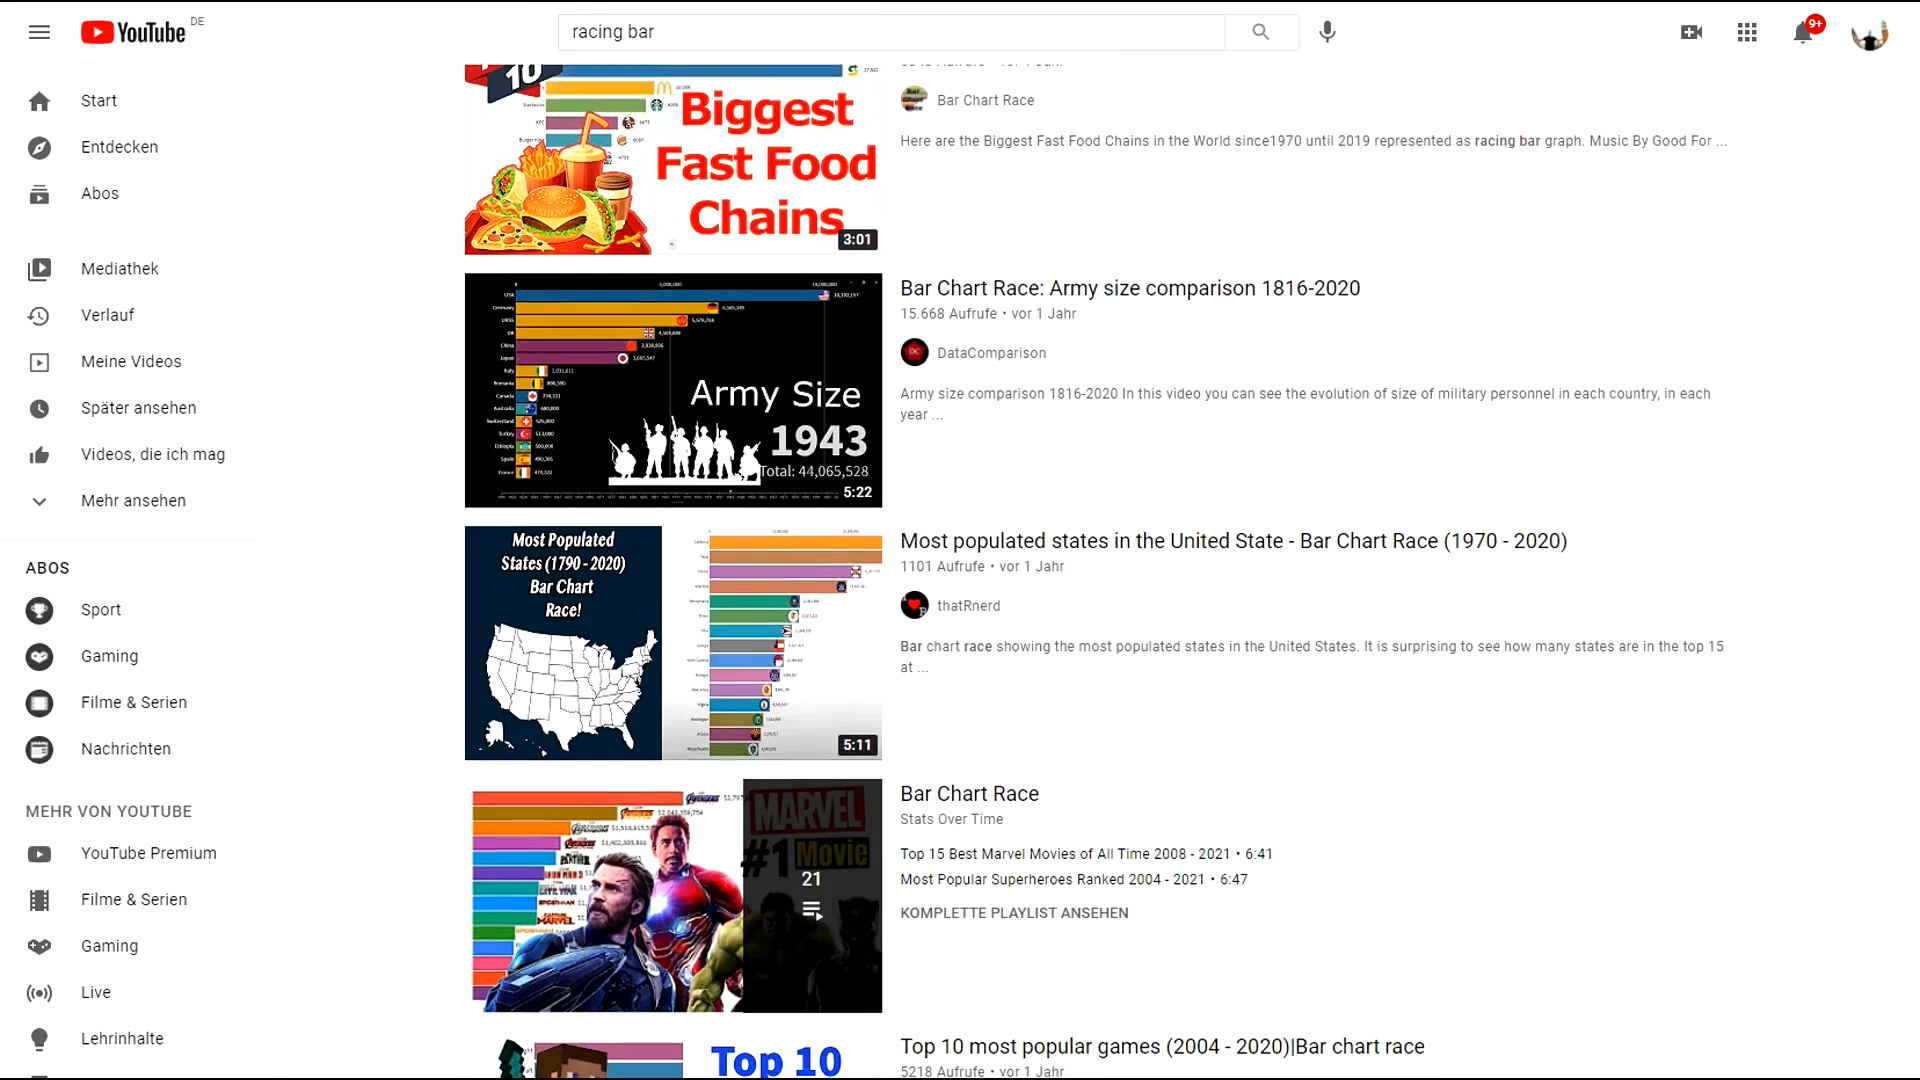 YouTube DE
racing bar
9+
Start
Entdecken
Abos
Mediathek
Verlauf
Meine Videos
Später ansehen
Videos, die ich mag
Mehr ansehen
ABOS
Sport
Gaming
Filme & Serien
Nachrichten
MEHR VON YOUTUBE
YouTube Premium
Filme & Serien
Gaming
Live
Lehrinhalte
10
Biggest
Fast Food
Chains
3:01
Bar Chart Race
Here are the Biggest Fast Food Chains in the World since1970 until 2019 represented as racing bar graph. Music By Good For ...
Army Size
1943
Total: 44,065,528
5:22
Bar Chart Race: Army size comparison 1816-2020
15.668 Aufrufe • vor 1 Jahr
DataComparison
Army size comparison 1816-2020 In this video you can see the evolution of size of military personnel in each country, in each
year ...
Most Populated
States (1790 - 2020)
Bar Chart
Race!
5:11
Most populated states in the United State - Bar Chart Race (1970 - 2020)
1101 Aufrufe • vor 1 Jahr
thatRnerd
Bar chart race showing the most populated states in the United States. It is surprising to see how many states are in the top 15
at ...
MARVEL
#1 Movie
21
Bar Chart Race
Stats Over Time
Top 15 Best Marvel Movies of All Time 2008 - 2021 • 6:41
Most Popular Superheroes Ranked 2004 - 2021 • 6:47
KOMPLETTE PLAYLIST ANSEHEN
Top 10
Top 10 most popular games (2004 - 2020)|Bar chart race
5218 Aufrufe • vor 1 Jahr